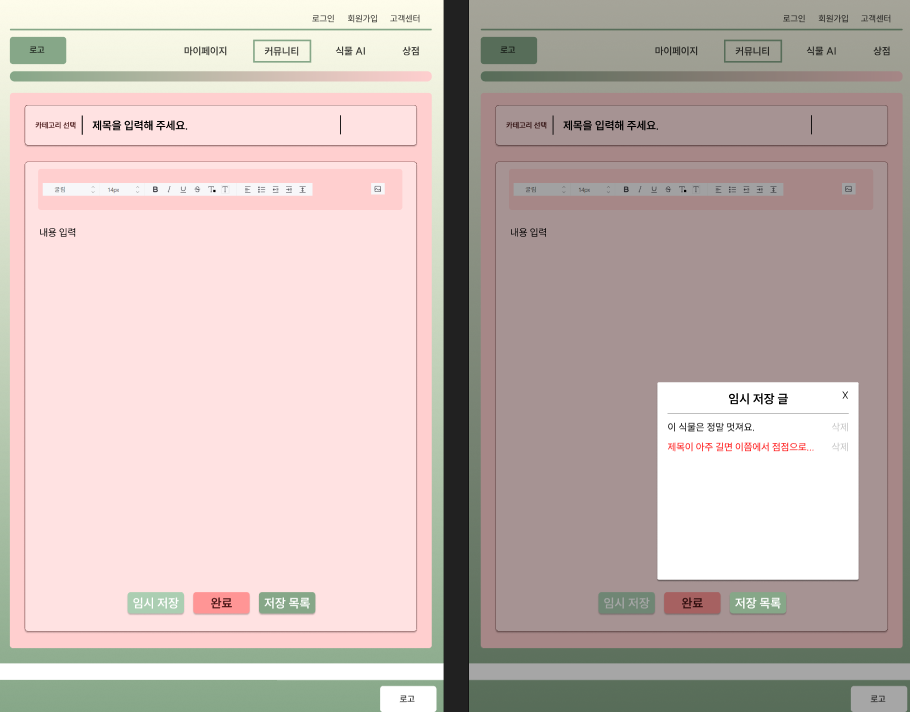 로그인 회원가입 고객센터
로고 마이페이지 커뮤니티 식물 AI 상점
카테고리 선택 제목을 입력해 주세요.
굴림 14px B I U S T T
내용 입력
임시 저장 완료 저장 목록
로고
로그인 회원가입 고객센터
로고 마이페이지 커뮤니티 식물 AI 상점
카테고리 선택 제목을 입력해 주세요.
굴림 14px B I U S T T
내용 입력
임시 저장 글 X
이 식물은 정말 멋져요. 삭제
제목이 아주 길면 이쯤에서 점점으로... 삭제
임시 저장 완료 저장 목록
로고